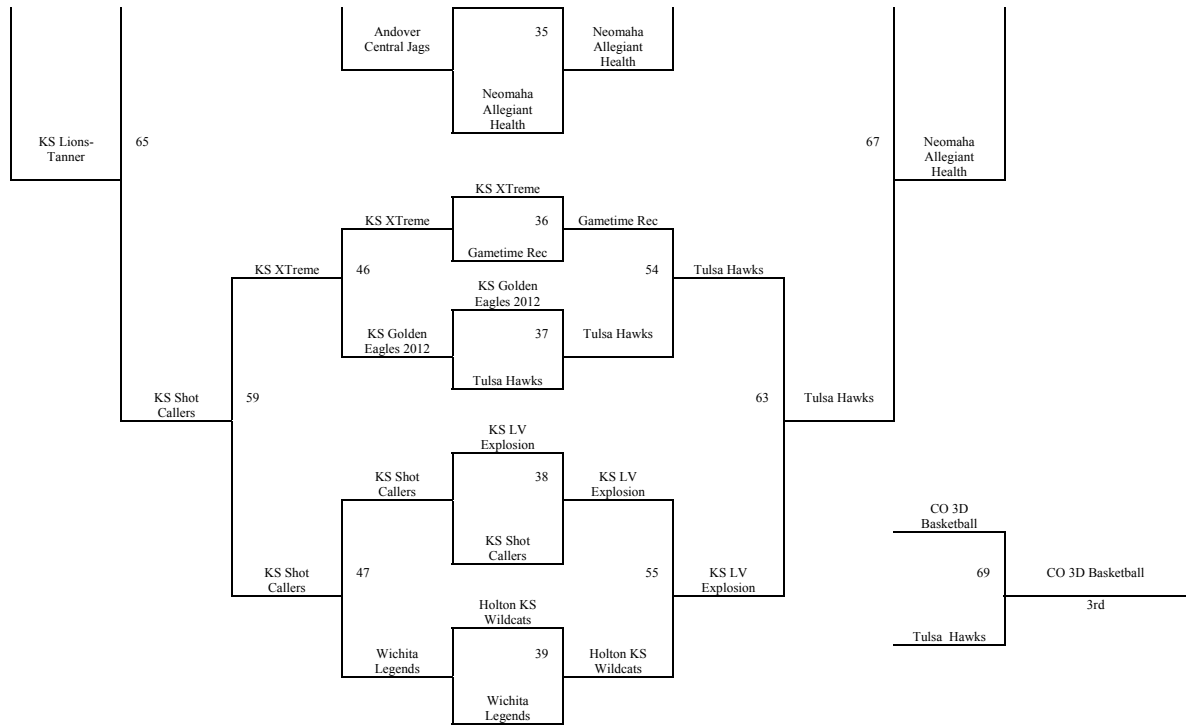 Andover
Central Jags
35
Neomaha
Allegiant
Health
Neomaha
Allegiant
Health
KS Lions-
Tanner
65
67
Neomaha
Allegiant
Health
KS XTreme
KS XTreme
36
Gametime Rec
Gametime Rec
KS XTreme
46
54
Tulsa Hawks
KS Golden
Eagles 2012
KS Golden
Eagles 2012
37
Tulsa Hawks
Tulsa Hawks
KS Shot
Callers
59
63
Tulsa Hawks
KS LV
Explosion
KS Shot
Callers
38
KS LV
Explosion
KS Shot
Callers
CO 3D
Basketball
KS Shot
Callers
47
55
KS LV
Explosion
69
CO 3D Basketball
3rd
Holton KS
Wildcats
Tulsa  Hawks
Wichita
Legends
39
Holton KS
Wildcats
Wichita
Legends